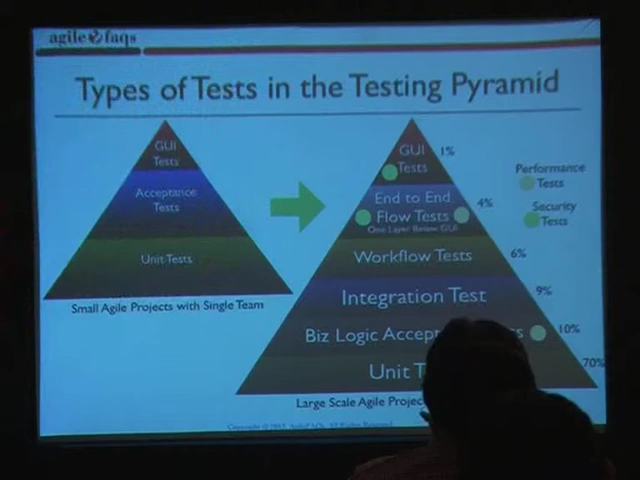 agile faqs
Types of Tests in the Testing Pyramid
GUI
Tests
Acceptance
Tests
Unit Tests
Small Agile Projects with Single Team
GUI
Tests
1%
End to End
Flow Tests
One Layer Below GUI
4%
Workflow Tests
6%
Integration Test
9%
Biz Logic Accep
s
10%
Unit T
70%
Large Scale Agile Projec
Performance
Tests
Security
Tests